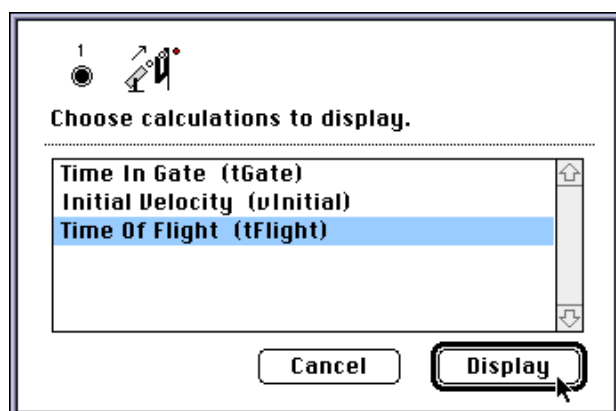 1
Choose calculations to display.
Time In Gate (tGate)
Initial Velocity (vInitial)
Time Of Flight (tFlight)
Cancel Display